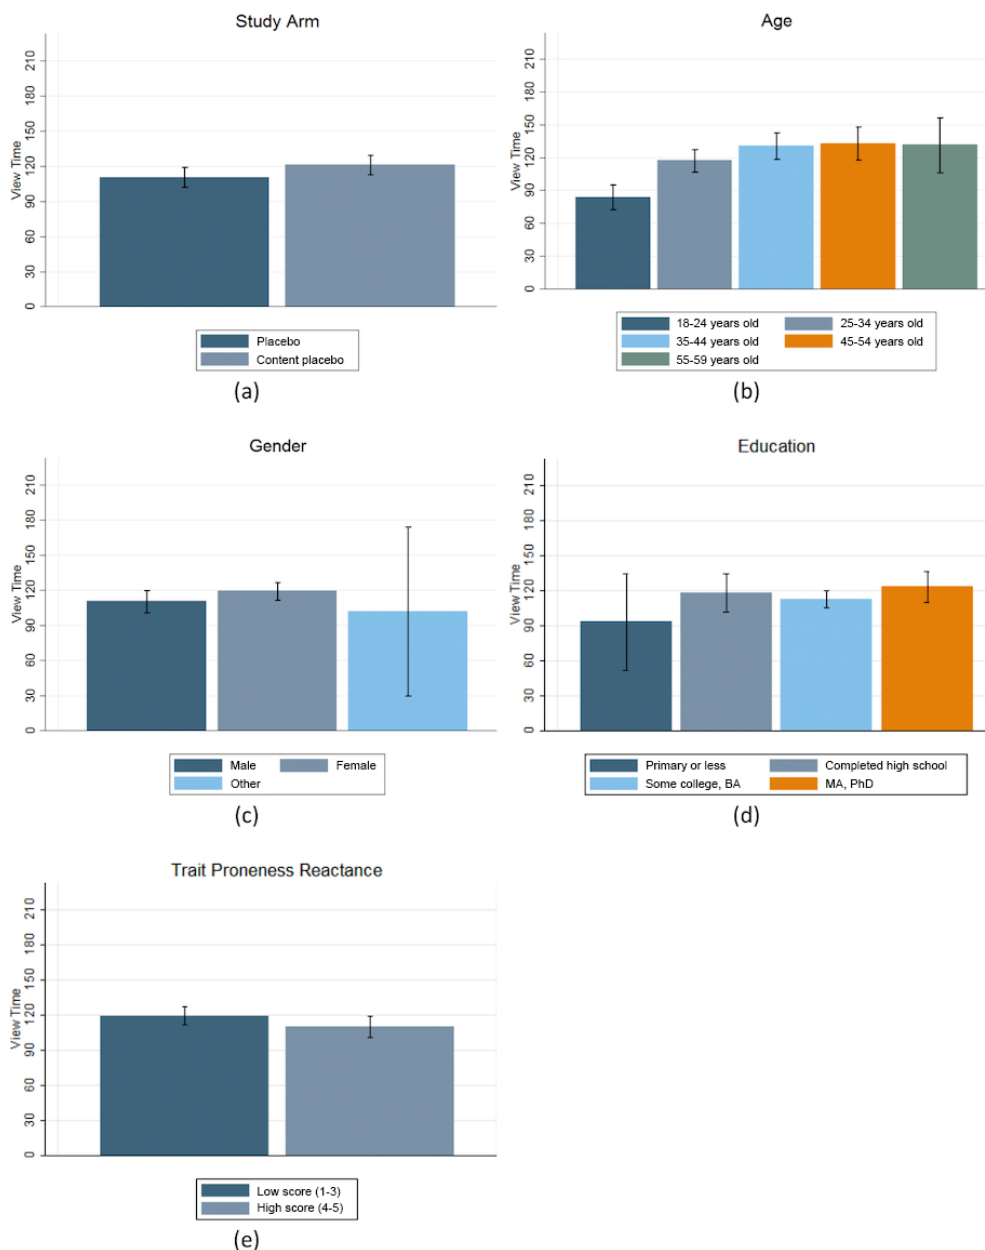 Study Arm
View Time
210
180
150
120
90
60
30
0
Placebo
Content placebo
(a)
Age
View Time
210
180
150
120
90
60
30
0
18-24 years old 25-34 years old
35-44 years old 45-54 years old
55-59 years old
(b)
Gender
View Time
210
180
150
120
90
60
30
0
Male Female
Other
(c)
Education
View Time
210
180
150
120
90
60
30
0
Primary or less Completed high school
Some college, BA MA, PhD
(d)
Trait Proneness Reactance
View Time
210
180
150
120
90
60
30
0
Low score (1-3)
High score (4-5)
(e)